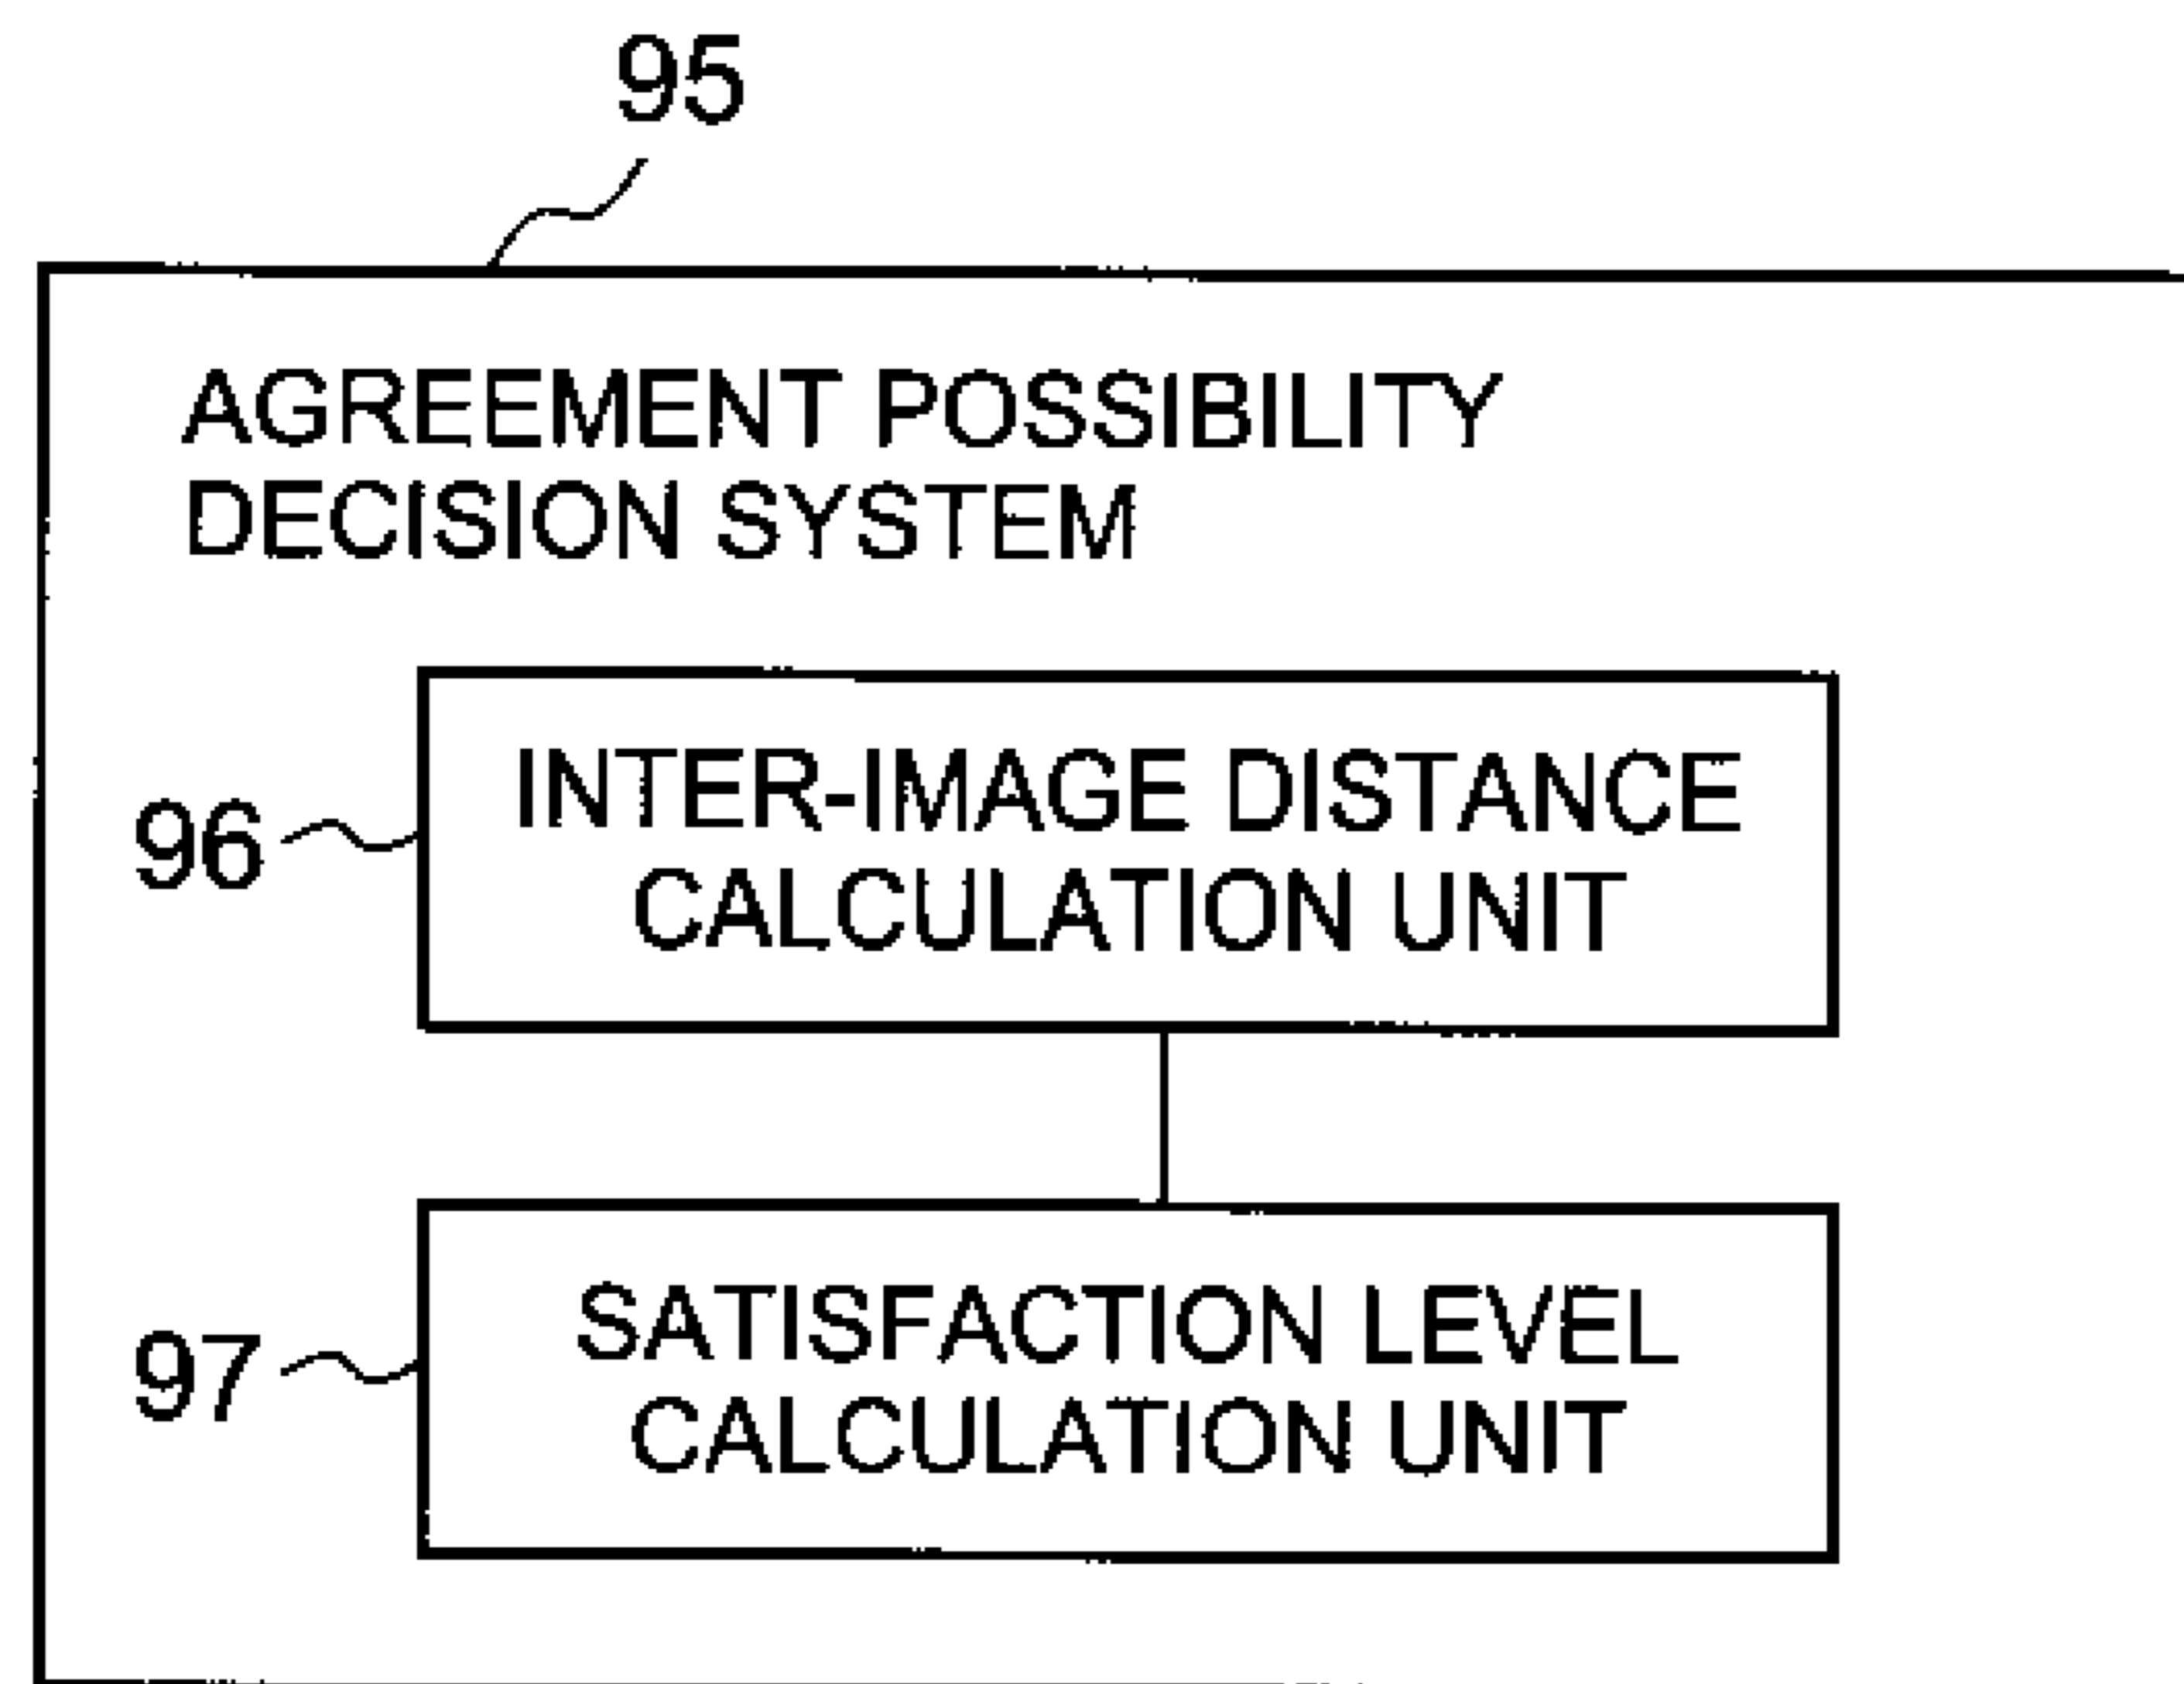 95
AGREEMENT POSSIBILITY
DECISION SYSTEM
96
INTER-IMAGE DISTANCE
CALCULATION UNIT
97
SATISFACTION LEVEL
CALCULATION UNIT